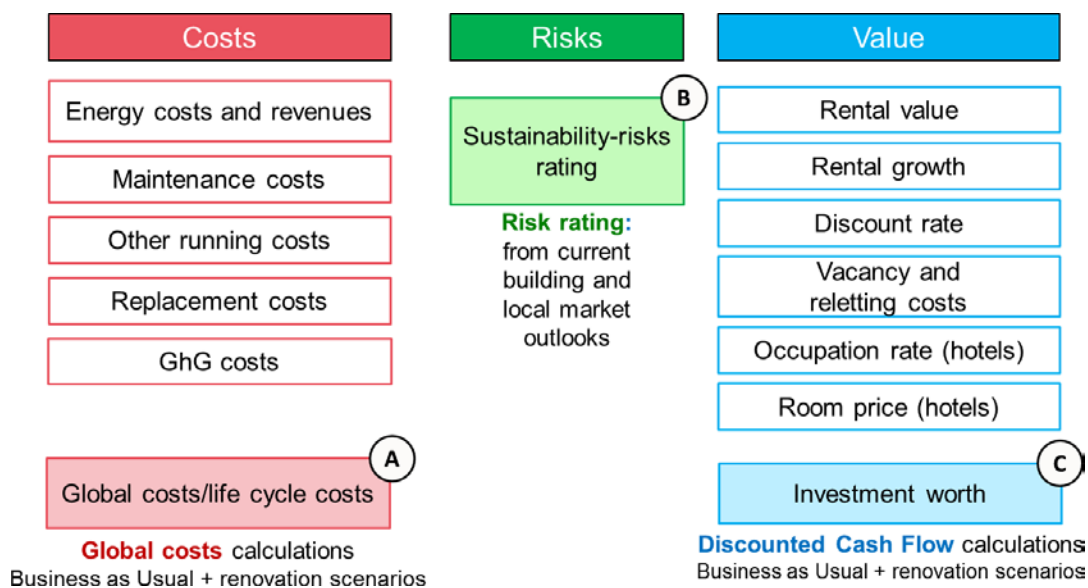 Costs
Energy costs and revenues
Maintenance costs
Other running costs
Replacement costs
GhG costs
A
Global costs/life cycle costs
Global costs calculations
Business as Usual + renovation scenarios
Risks
B
Sustainability-risks
rating
Risk rating:
from current
building and
local market
outlooks
Value
Rental value
Rental growth
Discount rate
Vacancy and
reletting costs
Occupation rate (hotels)
Room price (hotels)
C
Investment worth
Discounted Cash Flow calculations
Business as Usual + renovation scenarios